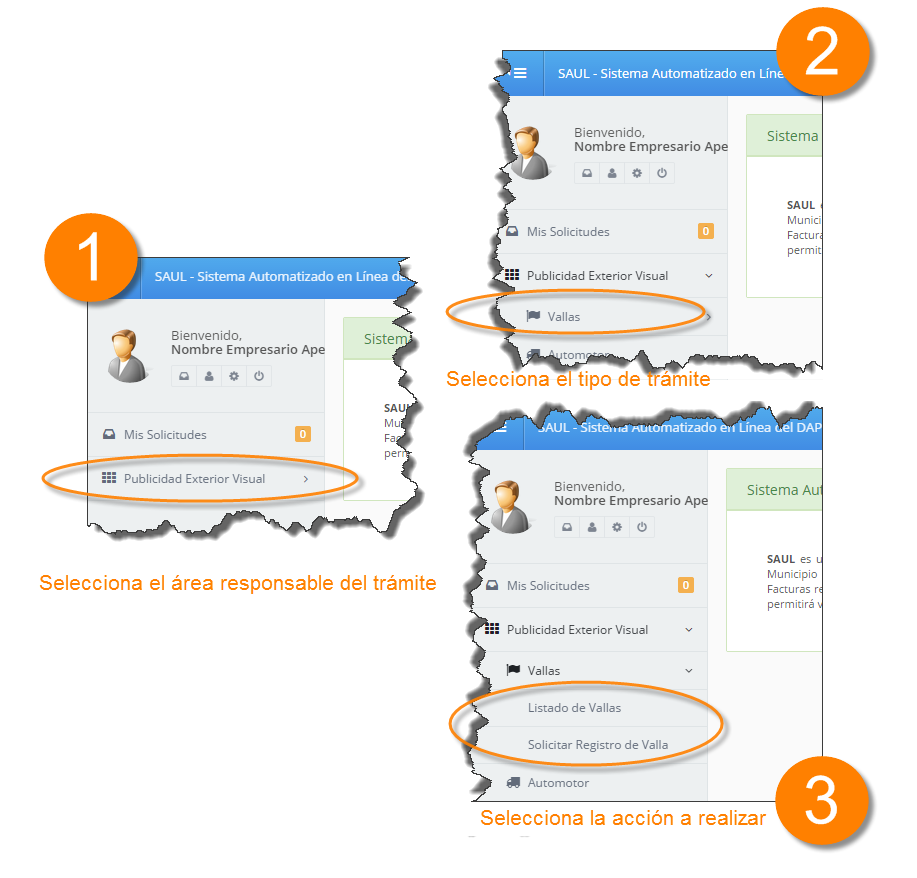 1
SAUL - Sistema Automatizado en Línea de
Bienvenido,
Nombre Empresario Ape
Sistem
SAUL
Mis Solicitudes
0
Publicidad Exterior Visual
Selecciona el área responsable del trámite
2
SAUL - Sistema Automatizado en Líne
Bienvenido,
Nombre Empresario Ape
Sistema
SAUL
Munici
Factura
permit
Mis Solicitudes
0
Publicidad Exterior Visual
Vallas
Automotor
Selecciona el tipo de trámite
SAUL - Sistema Automatizado en Línea del DAP
Bienvenido,
Nombre Empresario Ape
Sistema Aut
SAUL es u
Municipio
Facturas re
permitirá v
Mis Solicitudes
0
Publicidad Exterior Visual
Vallas
Listado de Vallas
Solicitar Registro de Valla
Automotor
Selecciona la acción a realizar
3